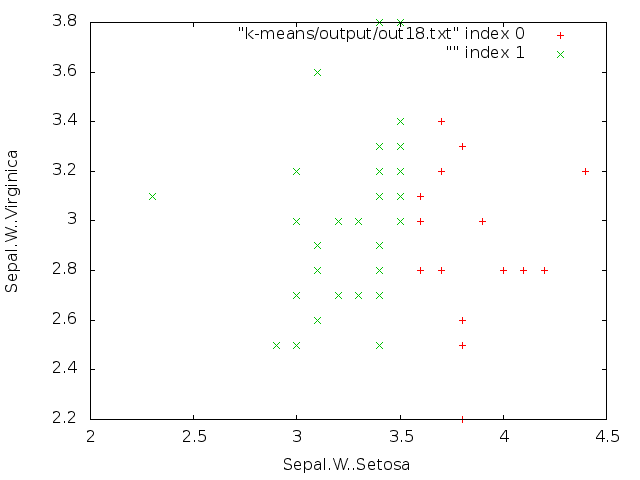 3.8
3.6
3.4
3.2
3
2.8
2.6
2.4
2.2
2 2.5 3 3.5 4 4.5
Sepal.W..Virginica
Sepal.W..Setosa
"k-means/output/out18.txt" index 0
"" index 1